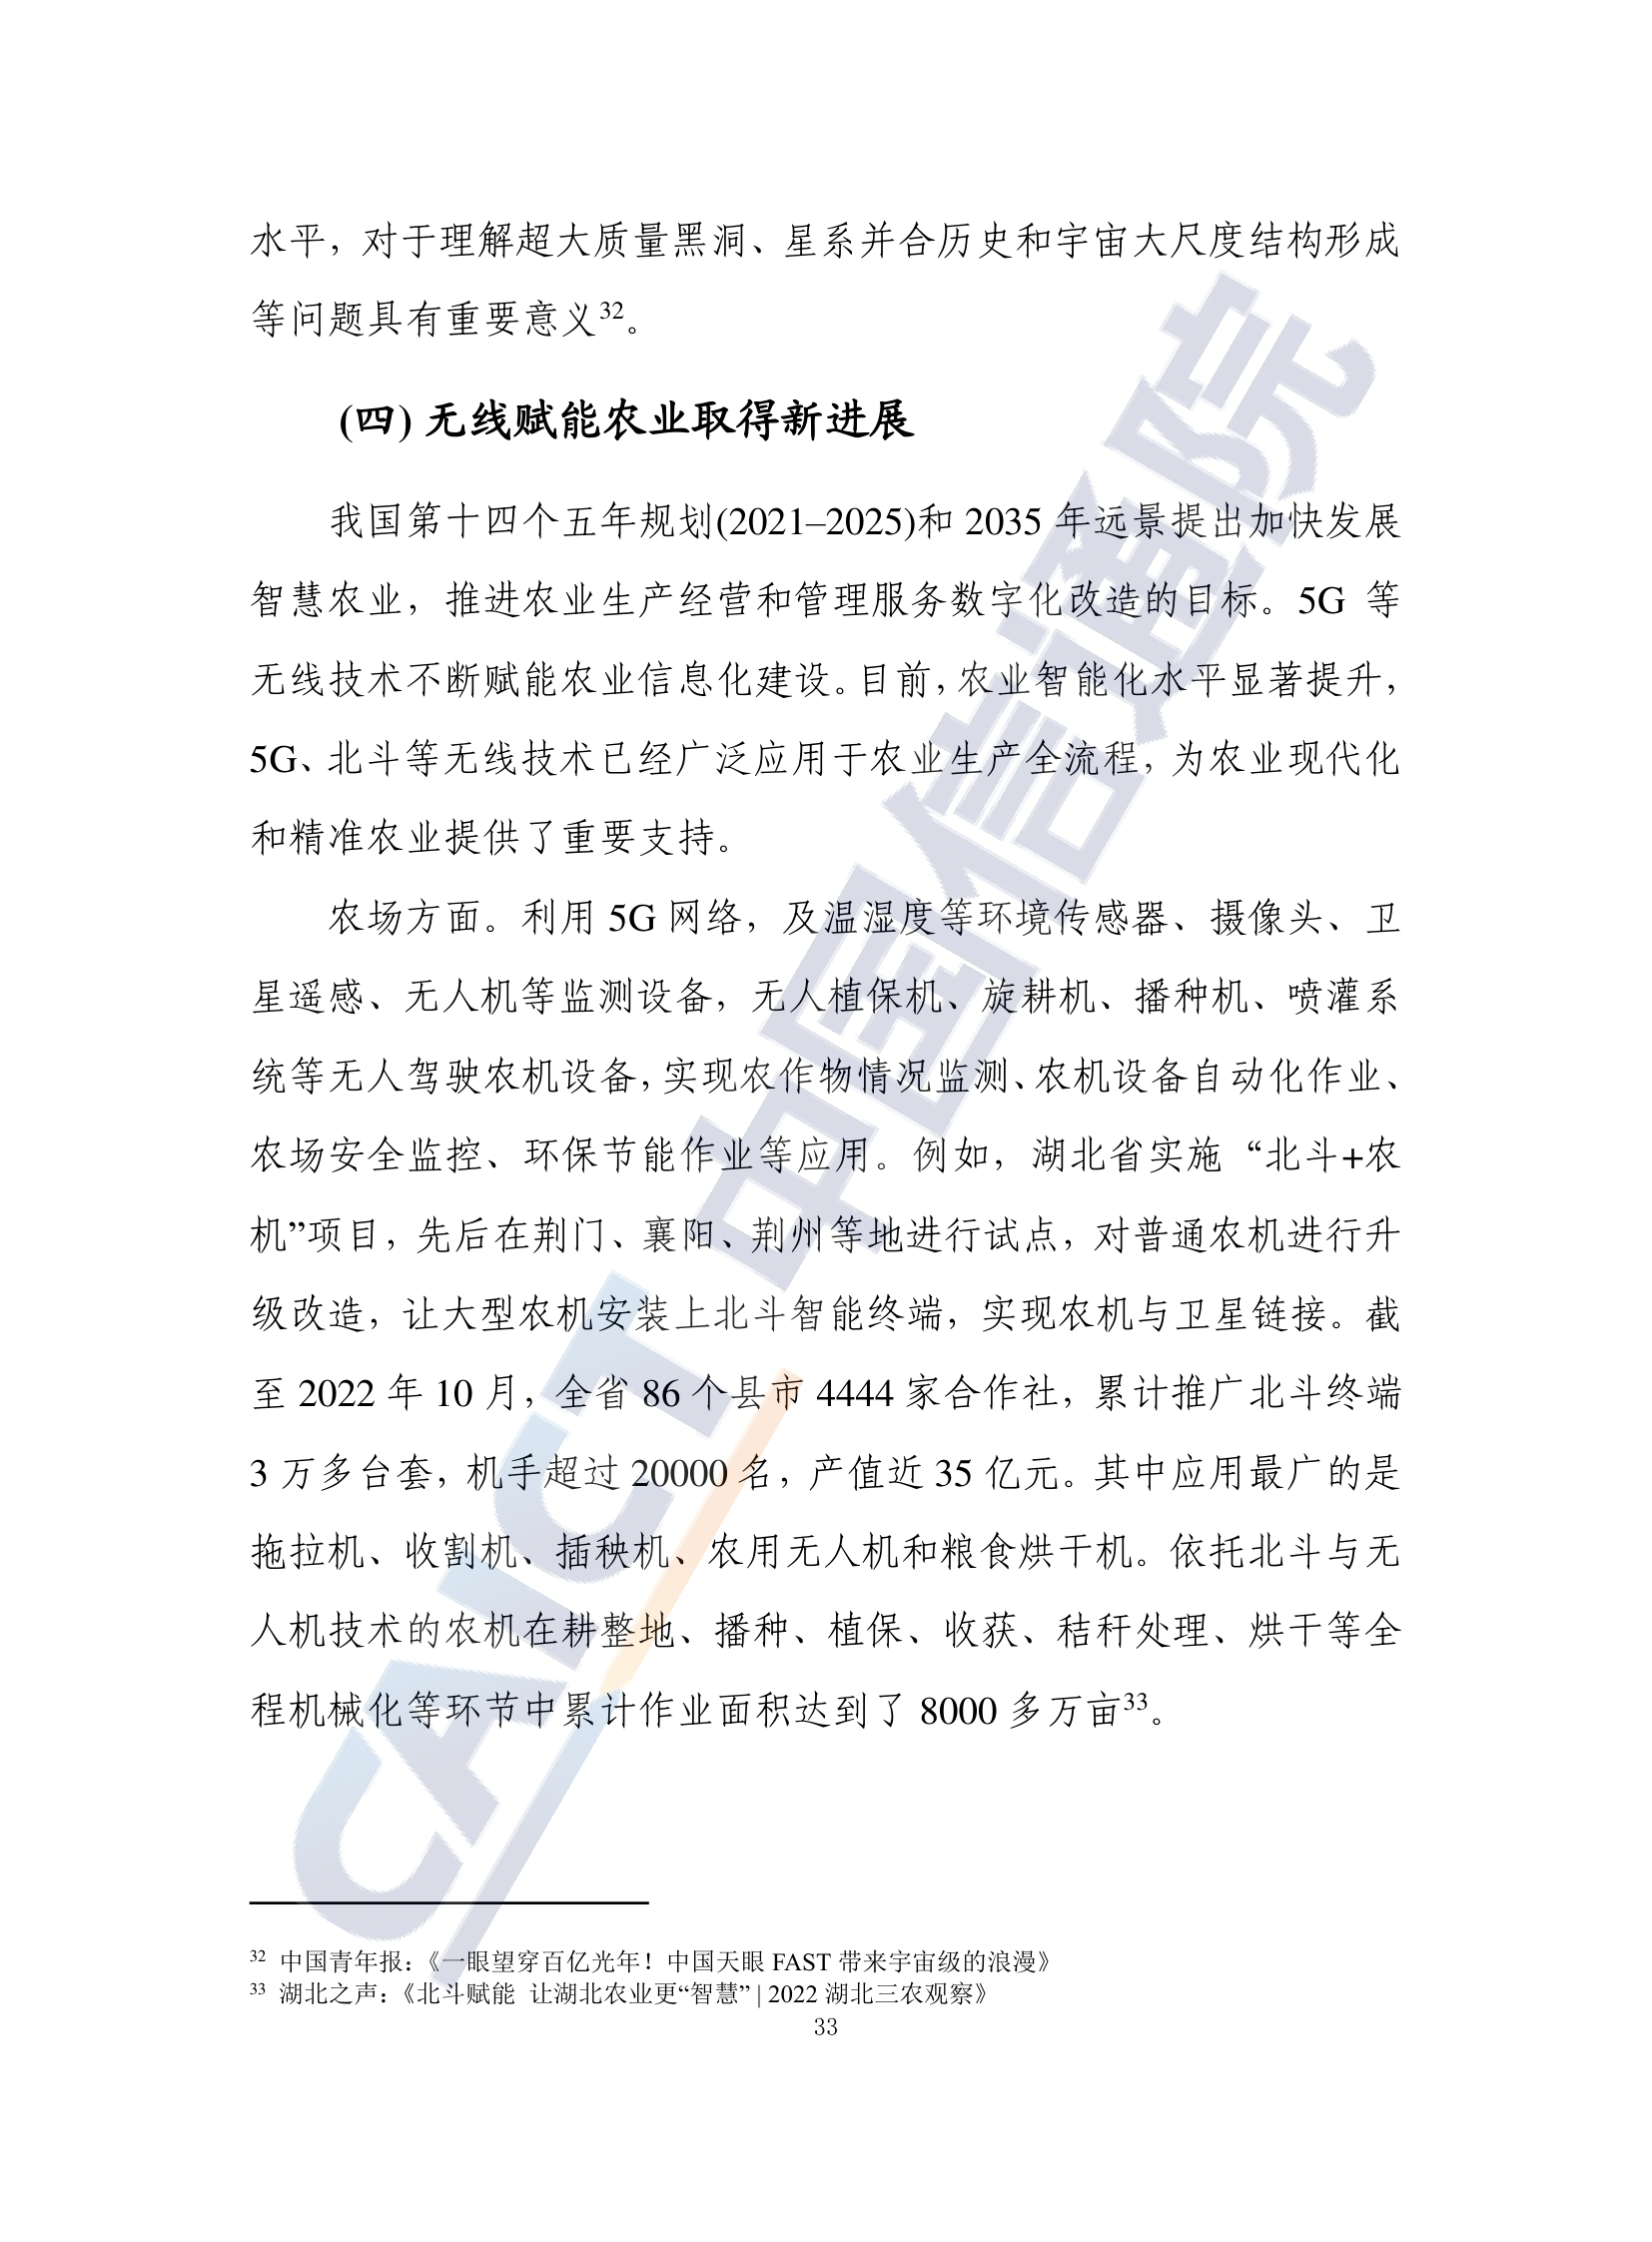 水平，对于理解超大质量黑洞、星系并合历史和宇宙大尺度结构形成
等问题具有重要意义32。
(四) 无线赋能农业取得新进展
我国第十四个五年规划(2021–2025)和 2035 年远景提出加快发展
智慧农业，推进农业生产经营和管理服务数字化改造的目标。5G 等
无线技术不断赋能农业信息化建设。目前，农业智能化水平显著提升，
5G、北斗等无线技术已经广泛应用于农业生产全流程，为农业现代化
和精准农业提供了重要支持。
农场方面。利用 5G 网络，及温湿度等环境传感器、摄像头、卫
星遥感、无人机等监测设备，无人植保机、旋耕机、播种机、喷灌系
统等无人驾驶农机设备，实现农作物情况监测、农机设备自动化作业、
农场安全监控、环保节能作业等应用。例如，湖北省实施“北斗+农
机”项目，先后在荆门、襄阳、荆州等地进行试点，对普通农机进行升
级改造，让大型农机安装上北斗智能终端，实现农机与卫星链接。截
至 2022 年 10 月，全省 86 个县市 4444 家合作社，累计推广北斗终端
3 万多台套，机手超过 20000 名，产值近 35 亿元。其中应用最广的是
拖拉机、收割机、插秧机、农用无人机和粮食烘干机。依托北斗与无
人机技术的农机在耕整地、播种、植保、收获、秸秆处理、烘干等全
程机械化等环节中累计作业面积达到了 8000 多万亩33。
32 中国青年报：《一眼望穿百亿光年！中国天眼 FAST 带来宇宙级的浪漫》
33 湖北之声：《北斗赋能 让湖北农业更“智慧” | 2022 湖北三农观察》
33
CAICT 中国信通院